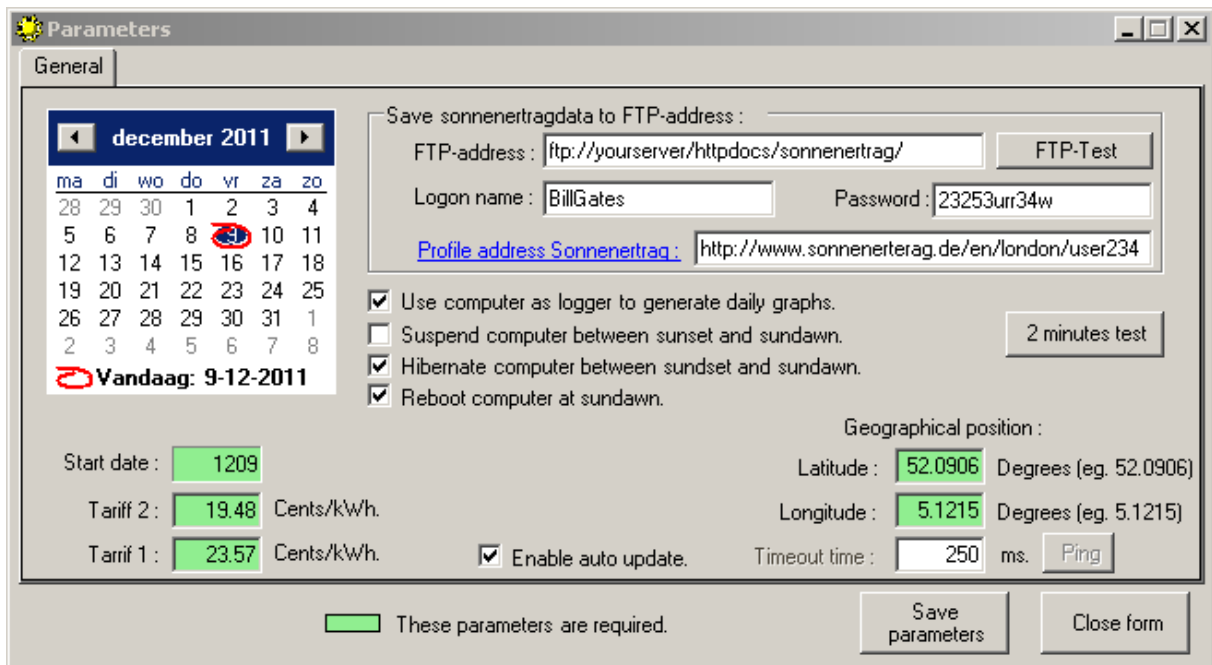 Parameters
General
december 2011
ma di wo do vr za zo
28 29 30 1 2 3 4
5 6 7 8 9 10 11
12 13 14 15 16 17 18
19 20 21 22 23 24 25
26 27 28 29 30 31 1
2 3 4 5 6 7 8
Vandaag: 9-12-2011
Save sonnenertragdata to FTP-address :
FTP-address : ftp://yourserver/httpdocs/sonnenertrag/ FTP-Test
Logon name : BillGates Password : 23253urr34w
Profile address Sonnenertrag : http://www.sonnenerterag.de/en/london/user234
Use computer as logger to generate daily graphs.
Suspend computer between sunset and sundawn.
2 minutes test
Hibernate computer between sundset and sundawn.
Reboot computer at sundawn.
Geographical position :
Start date : 1209
Latitude : 52.0906 Degrees (eg. 52.0906)
Tariff 2 : 19.48 Cents/kWh.
Longitude : 5.1215 Degrees (eg. 5.1215)
Tarrif 1 : 23.57 Cents/kWh.
Enable auto update.
Timeout time : 250 ms. Ping
These parameters are required.
Save parameters
Close form